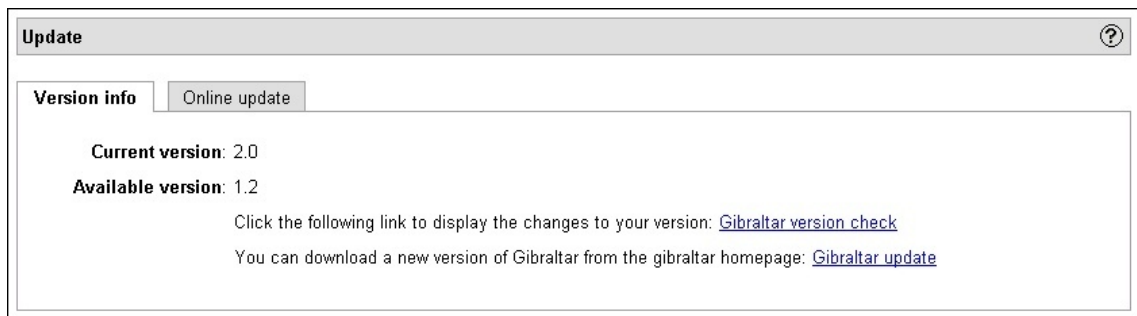 Update ?
Version info Online update
Current version: 2.0
Available version: 1.2
Click the following link to display the changes to your version: Gibraltar version check
You can download a new version of Gibraltar from the gibraltar homepage: Gibraltar update